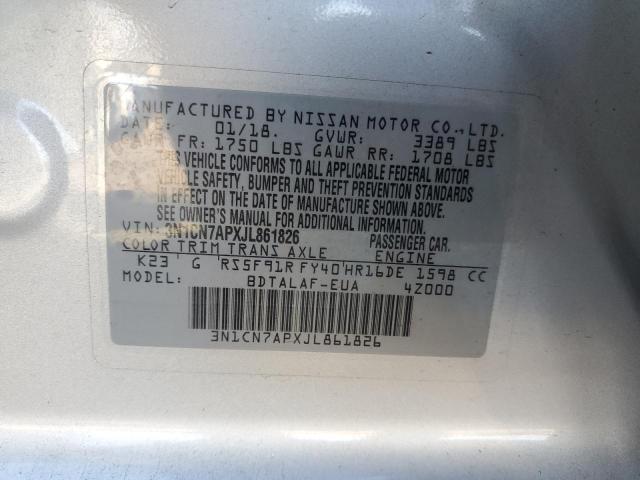 MANUFACTURED BY NISSAN MOTOR CO., LTD.
DATE: 01/18. GVWR: 3389 LBS
GAWR FR: 1750 LBS GAWR RR: 1708 LBS
THIS VEHICLE CONFORMS TO ALL APPLICABLE FEDERAL MOTOR
VEHICLE SAFETY, BUMPER AND THEFT PREVENTION STANDARDS
IN EFFECT ON THE DATE OF MANUFACTURE SHOWN ABOVE.
SEE OWNER'S MANUAL FOR ADDITIONAL INFORMATION.
VIN: 3N1CN7APXJL861826 PASSENGER CAR
COLOR TRIM TRANS AXLE ENGINE
K23 G RS5F91R FY40 HR16DE 1598 CC
MODEL: BDTALAF-EUA 4Z000
3N1CN7APXJL861826